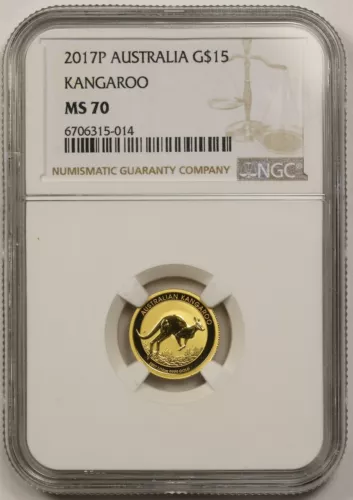 2017P AUSTRALIA G$15
KANGAROO
MS 70
6706315-014
NUMISMATIC GUARANTY COMPANY
NGC
AUSTRALIAN KANGAROO